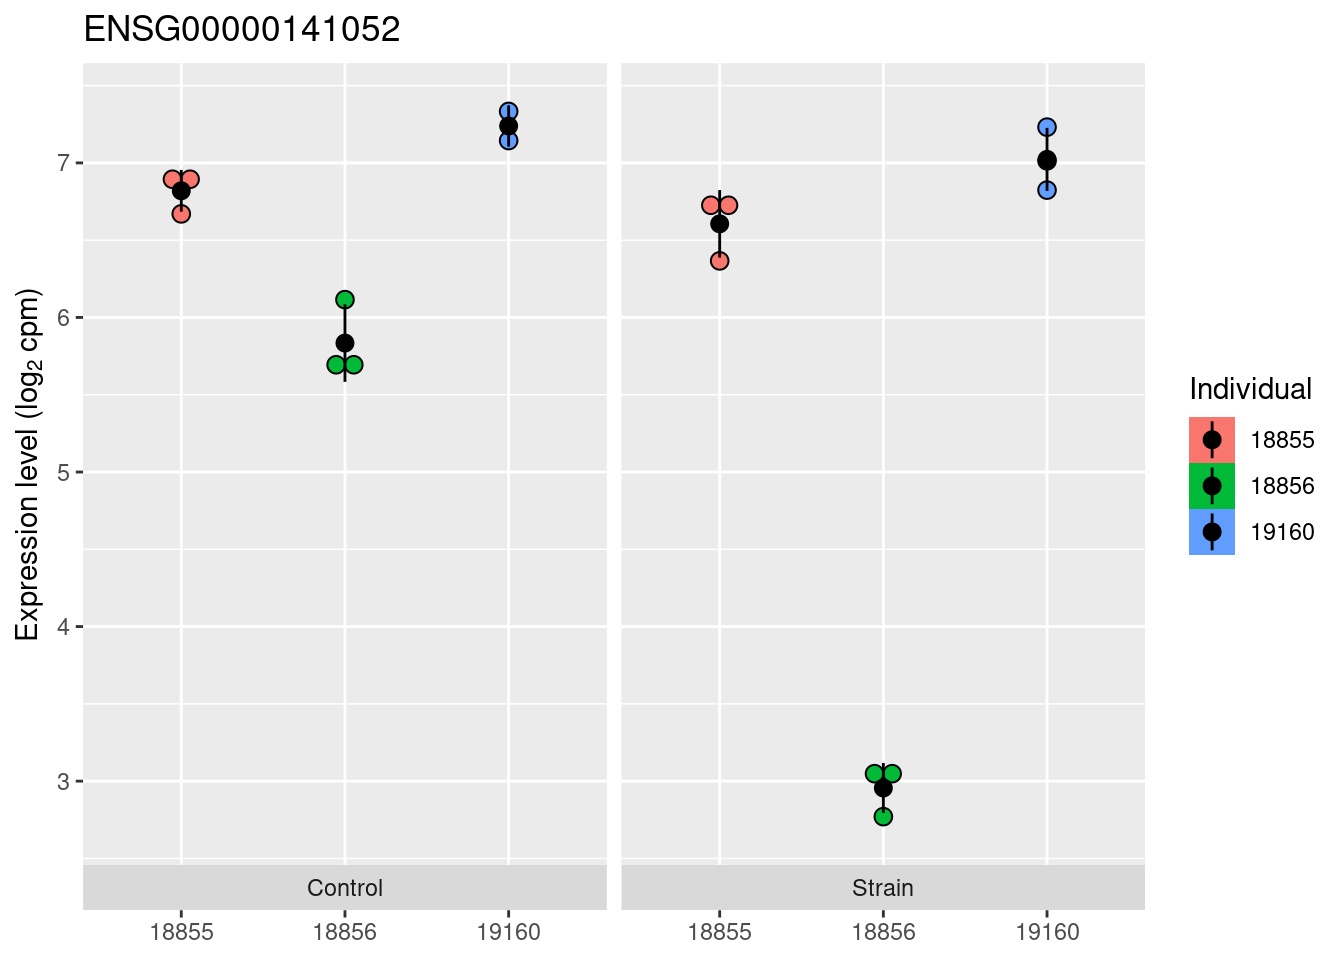 ENSG00000141052
Expression level (log2 cpm)
7
6
5
4
3
Control
Strain
18855
18856
19160
18855
18856
19160
Individual
18855
18856
19160